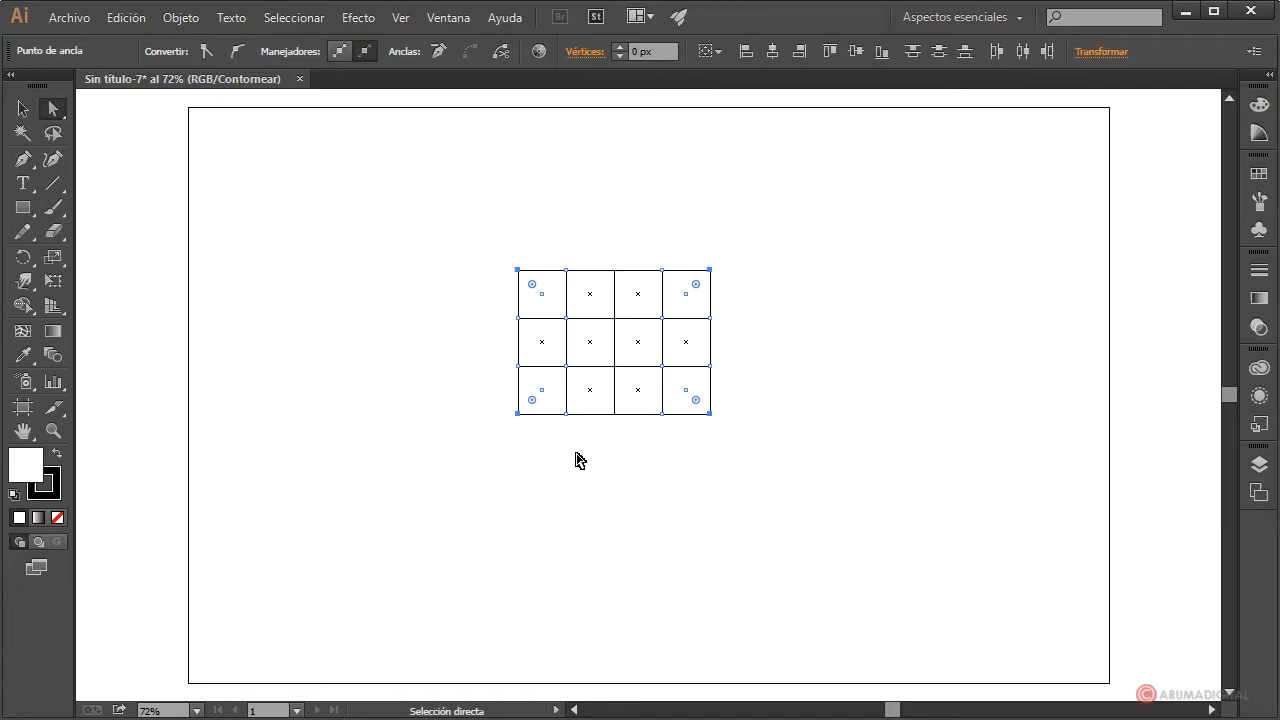 Ai Archivo Edición Objeto Texto Seleccionar Efecto Ver Ventana Ayuda Br St Aspectos esenciales
Punto de ancla Convertir: Manejadores: Anclas: Vértices: 0 px Transformar
Sin título-7* al 72% (RGB/Contornear) ×
T
72% 1 Selección directa
© ARUMADIGITAL